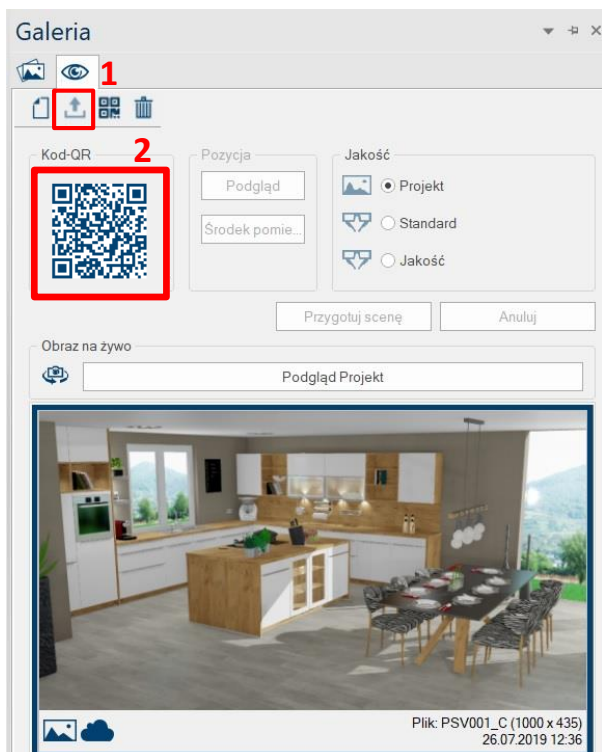 Galeria
1
2
Kod-QR
Pozycja
Jakość
Podgląd
Projekt
Środek pomie...
Standard
Jakość
Przygotuj scenę
Anuluj
Obraz na żywo
Podgląd Projekt
Plik: PSV001_C (1000 x 435)
26.07.2019 12:36